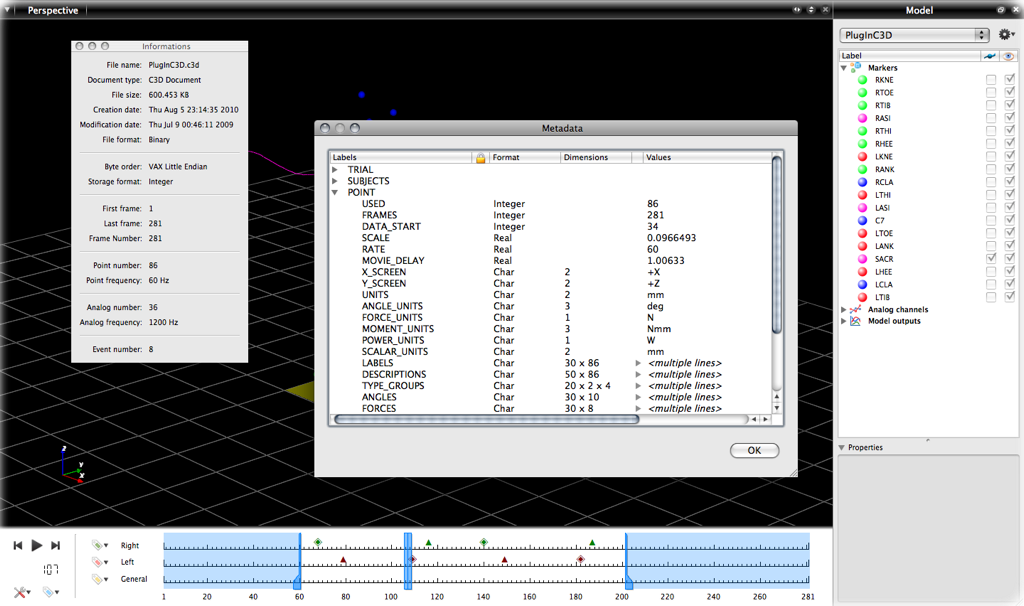 Perspective
Model
Informations
File name: PlugInC3D.c3d
Document type: C3D Document
File size: 600.453 KB
Creation date: Thu Aug 5 23:14:35 2010
Modification date: Thu Jul 9 00:46:11 2009
File format: Binary
Byte order: VAX Little Endian
Storage format: Integer
First frame: 1
Last frame: 281
Frame Number: 281
Point number: 86
Point frequency: 60 Hz
Analog number: 36
Analog frequency: 1200 Hz
Event number: 8
Metadata
Labels Format Dimensions Values
TRIAL
SUBJECTS
POINT
USED Integer 86
FRAMES Integer 281
DATA_START Integer 34
SCALE Real 0.0966493
RATE Real 60
MOVIE_DELAY Real 1.00633
X_SCREEN Char 2 +X
Y_SCREEN Char 2 +Z
UNITS Char 2 mm
ANGLE_UNITS Char 3 deg
FORCE_UNITS Char 1 N
MOMENT_UNITS Char 3 Nmm
POWER_UNITS Char 1 W
SCALAR_UNITS Char 2 mm
LABELS Char 30 x 86 <multiple lines>
DESCRIPTIONS Char 50 x 86 <multiple lines>
TYPE_GROUPS Char 20 x 2 x 4 <multiple lines>
ANGLES Char 30 x 10 <multiple lines>
FORCES Char 30 x 8 <multiple lines>
OK
PlugInC3D
Label
Markers
RKNE
RTOE
RTIB
RASI
RTHI
RHEE
LKNE
RANK
RCLA
LTHI
LASI
C7
LTOE
LANK
SACR
LHEE
LCLA
LTIB
Analog channels
Model outputs
Properties
z
y
x
107
Right
Left
General
1 20 40 60 80 100 120 140 160 180 200 220 240 260 281